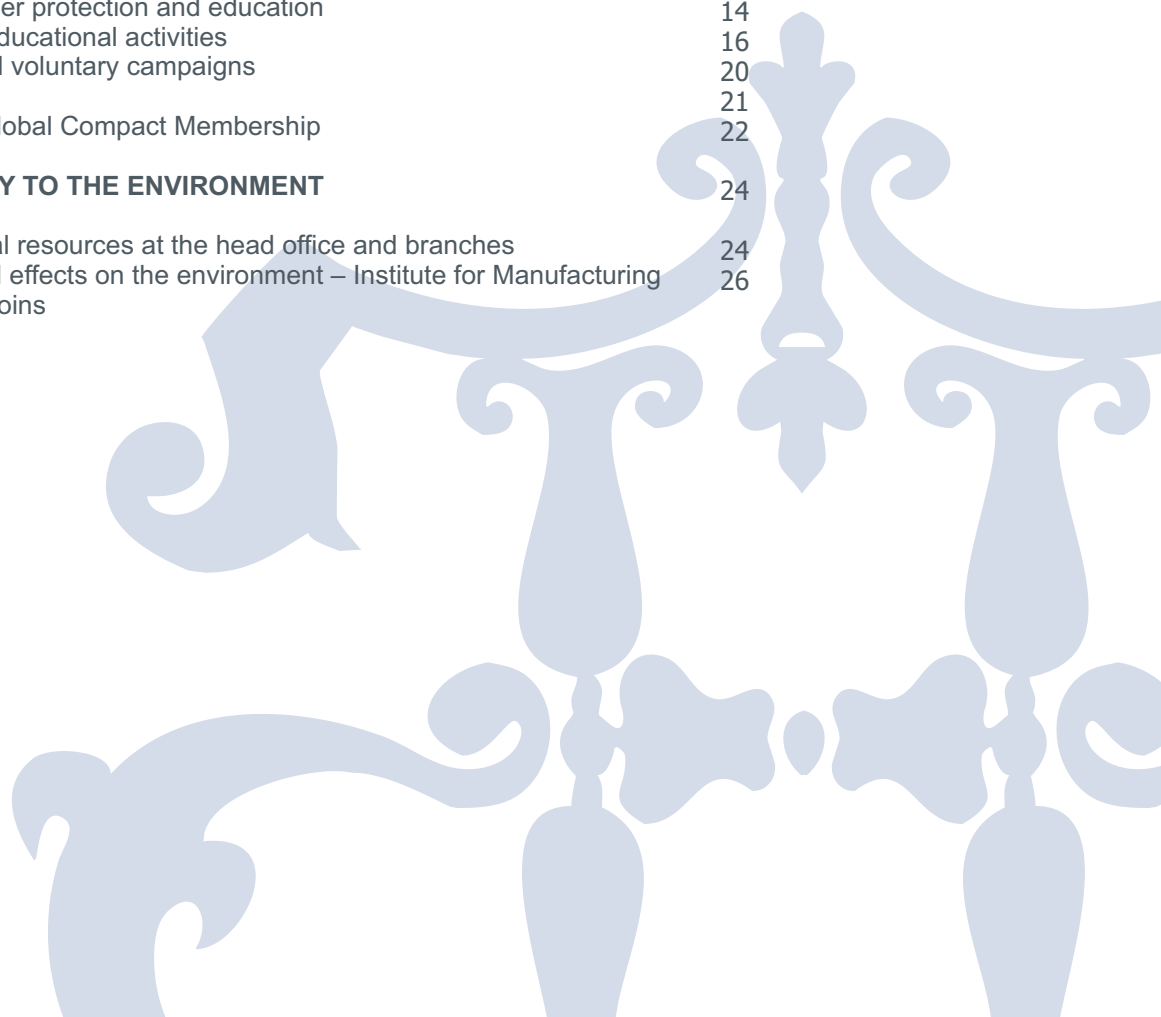 er protection and education 14
ducational activities 16
voluntary campaigns 20
21
lobal Compact Membership 22
Y TO THE ENVIRONMENT 24
al resources at the head office and branches 24
effects on the environment – Institute for Manufacturing 26
oins